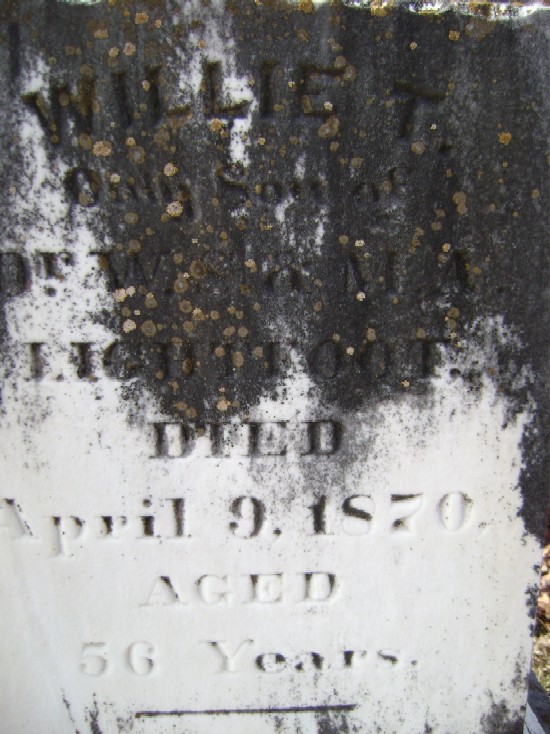 WILLIE T.
Only Son of
Dr. W. & M. A.
LIGHTFOOT.
DIED
April 9, 1870,
AGED
56 Years.